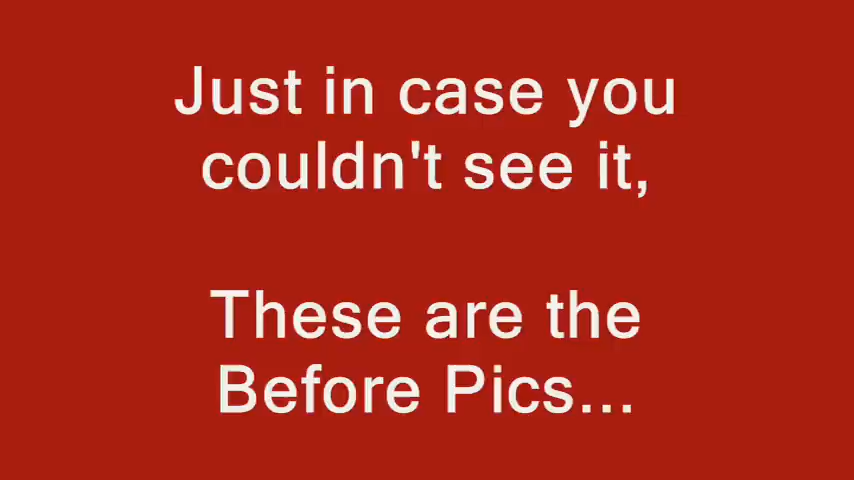 Just in case you
couldn't see it,
These are the
Before Pics...